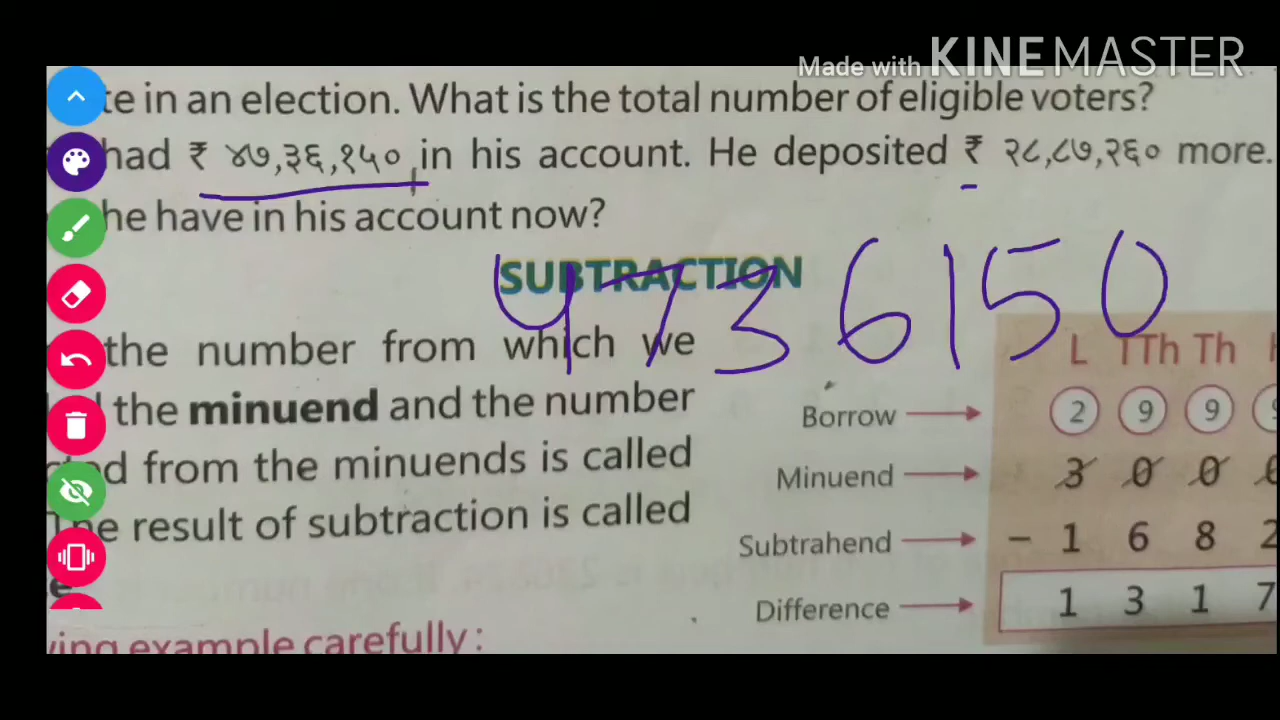 Made with KINEMASTER
te in an election. What is the total number of eligible voters?
had ₹ ४७,३६,१५० in his account. He deposited ₹ २८,८७,२६० more.
he have in his account now?
SUBTRACTION
4736150
the number from which we
the minuend and the number
ed from the minuends is called
The result of subtraction is called
e
ving example carefully:
L TTh Th
Borrow 2 9 9
Minuend 3 0 0 0
Subtrahend – 1 6 8 2
Difference 1 3 1 7